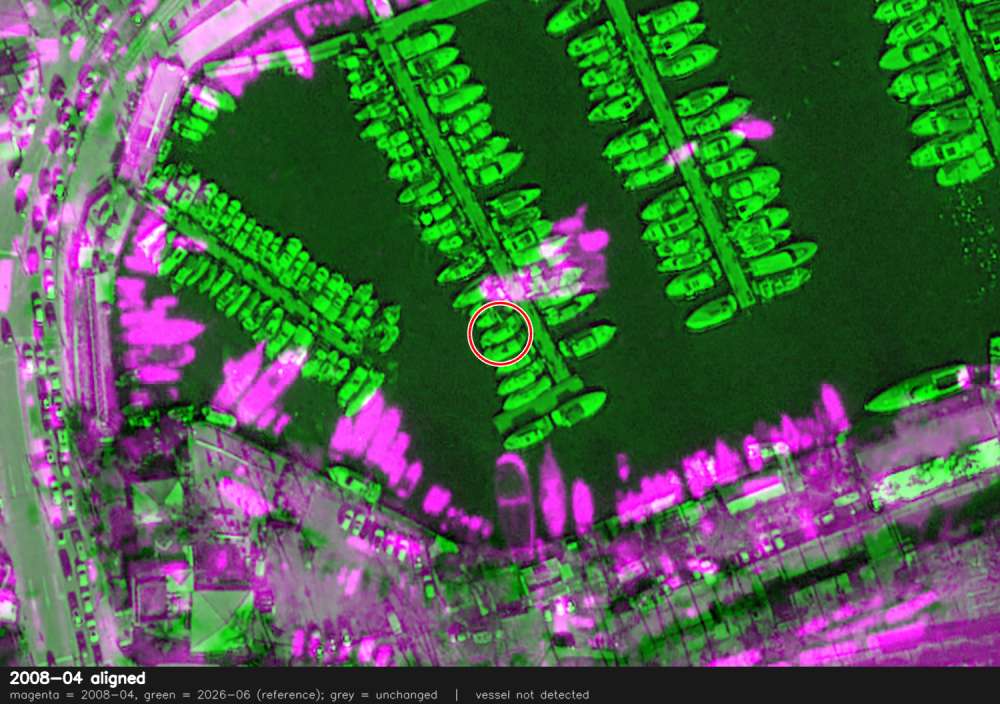 2008-04 aligned
magenta = 2008-04, green = 2026-06 (reference); grey = unchanged | vessel not detected